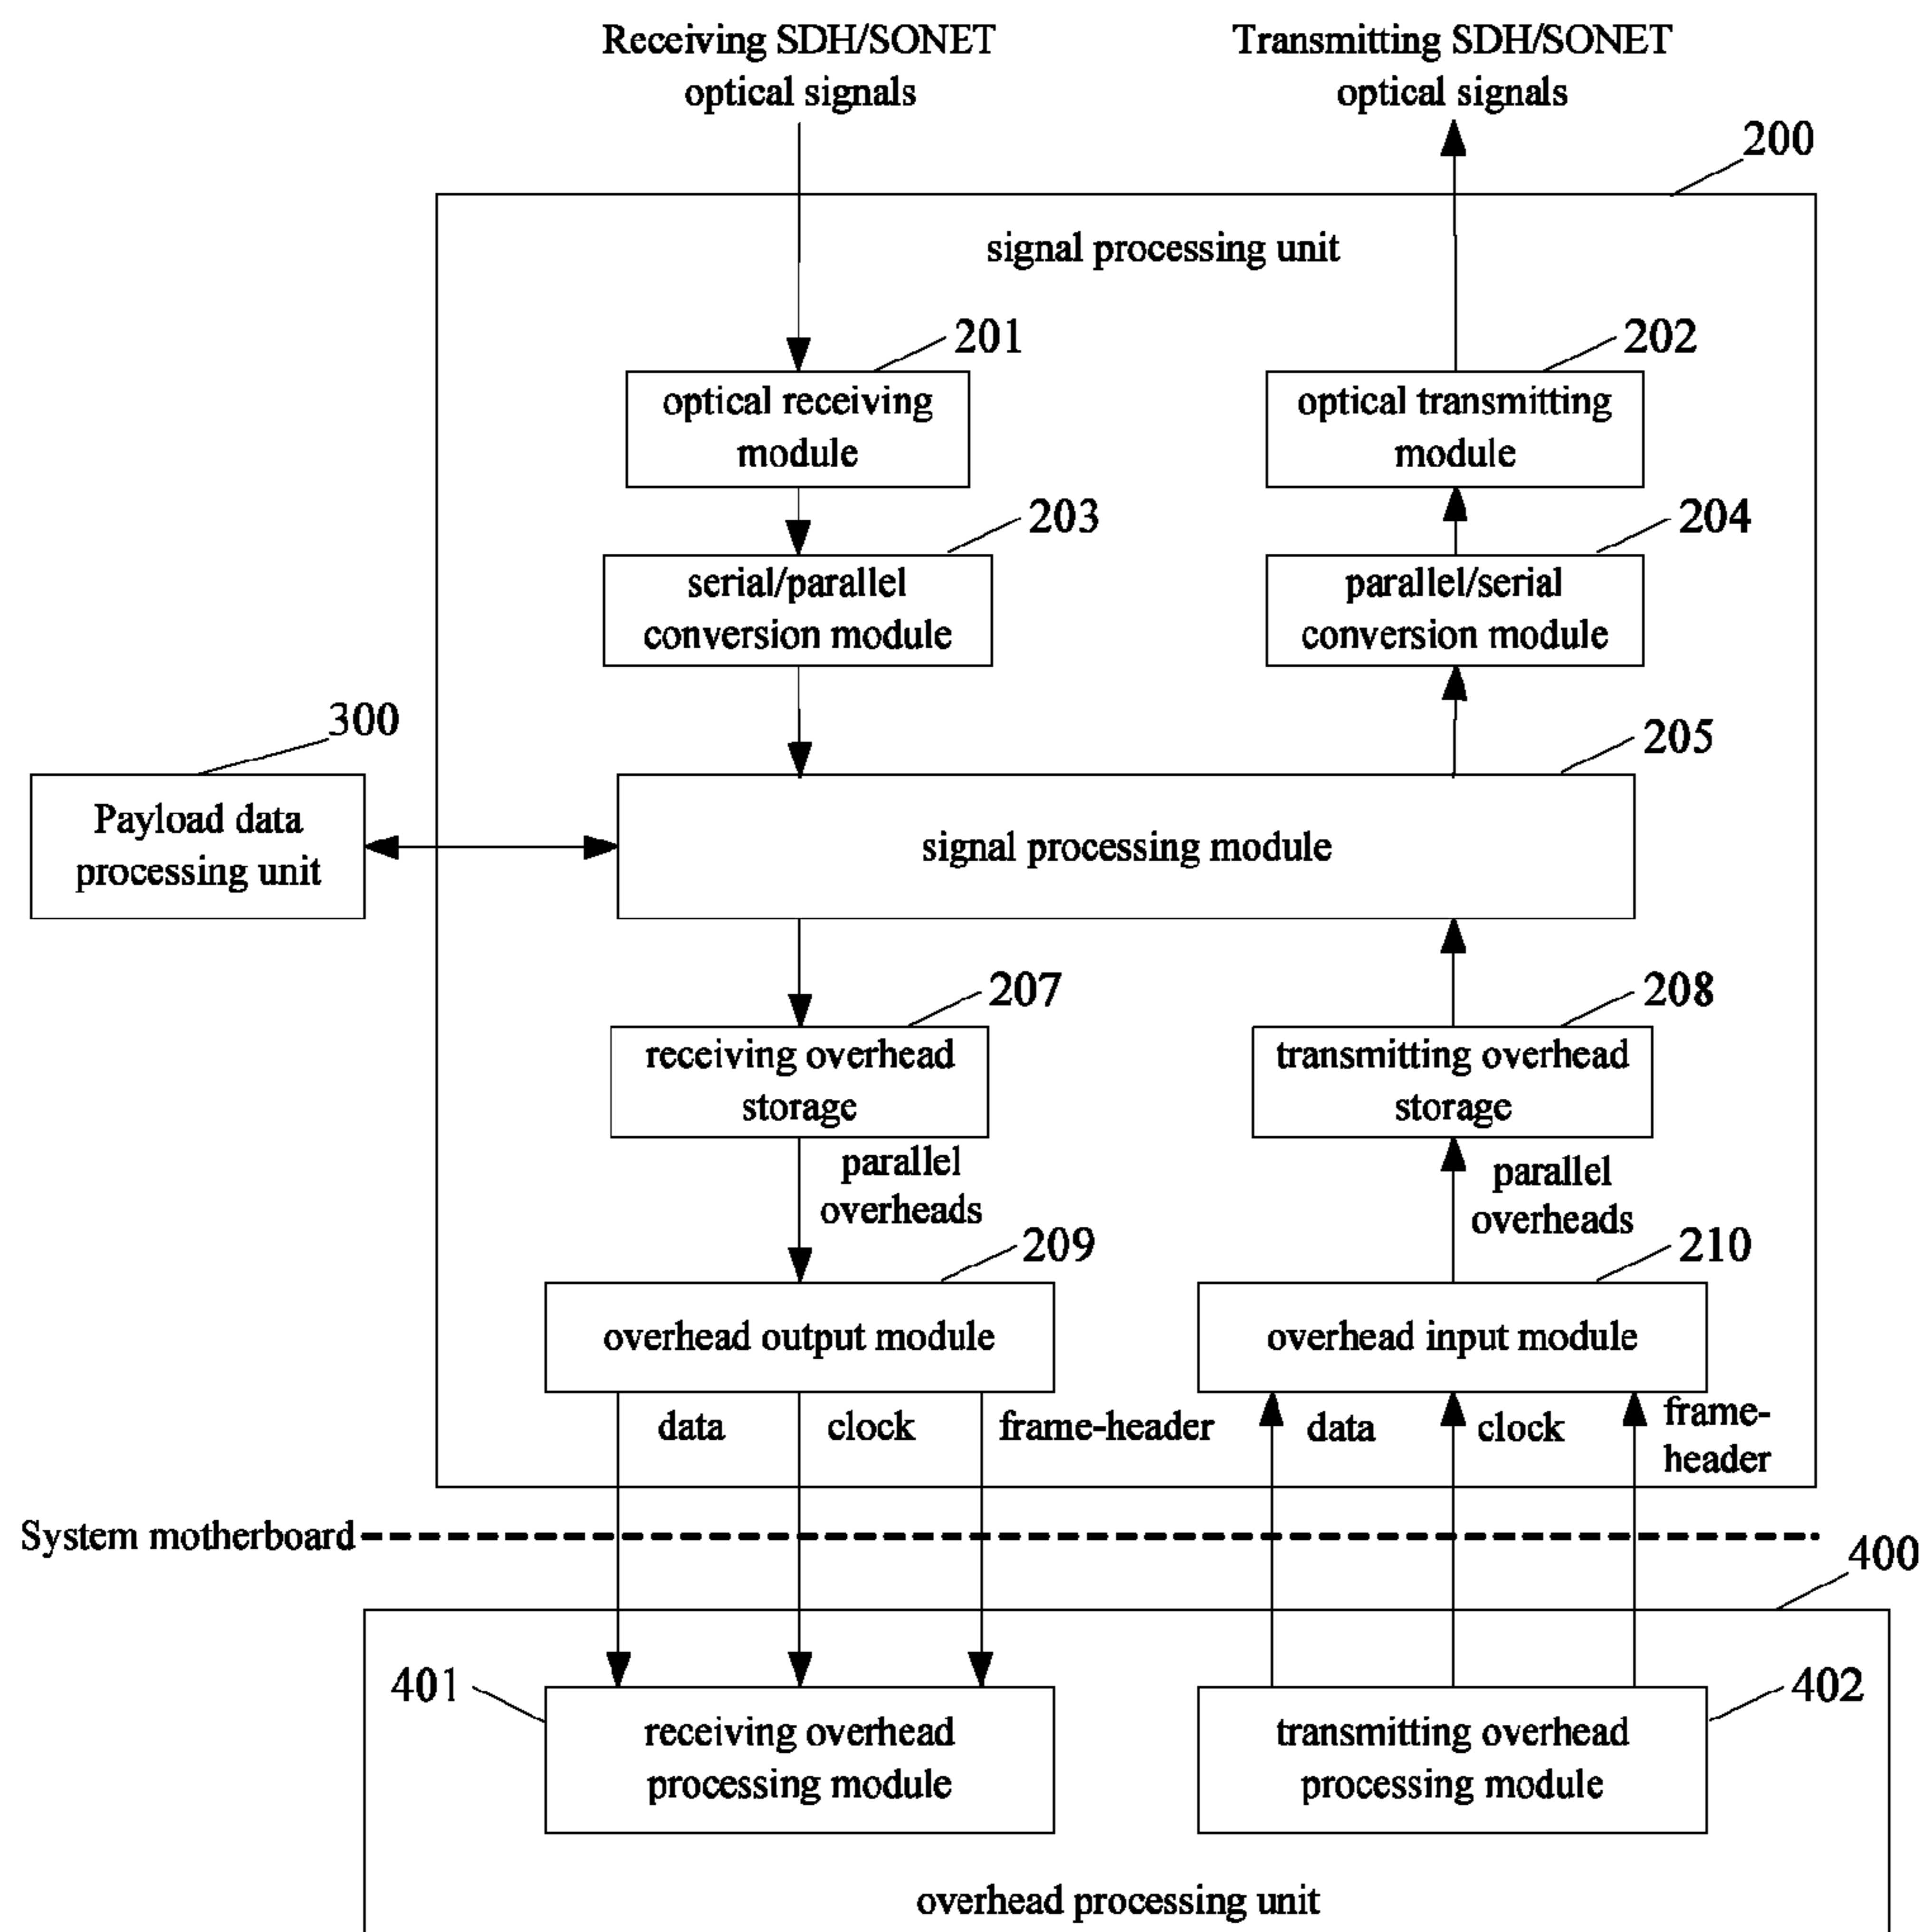 Receiving SDH/SONET
optical signals
Transmitting SDH/SONET
optical signals
200
signal processing unit
201
optical receiving
module
202
optical transmitting
module
203
serial/parallel
conversion module
204
parallel/serial
conversion module
300
Payload data
processing unit
205
signal processing module
207
receiving overhead
storage
208
transmitting overhead
storage
parallel
overheads
parallel
overheads
209
overhead output module
210
overhead input module
data
clock
frame-header
data
clock
frame-
header
System motherboard
400
401
receiving overhead
processing module
402
transmitting overhead
processing module
overhead processing unit